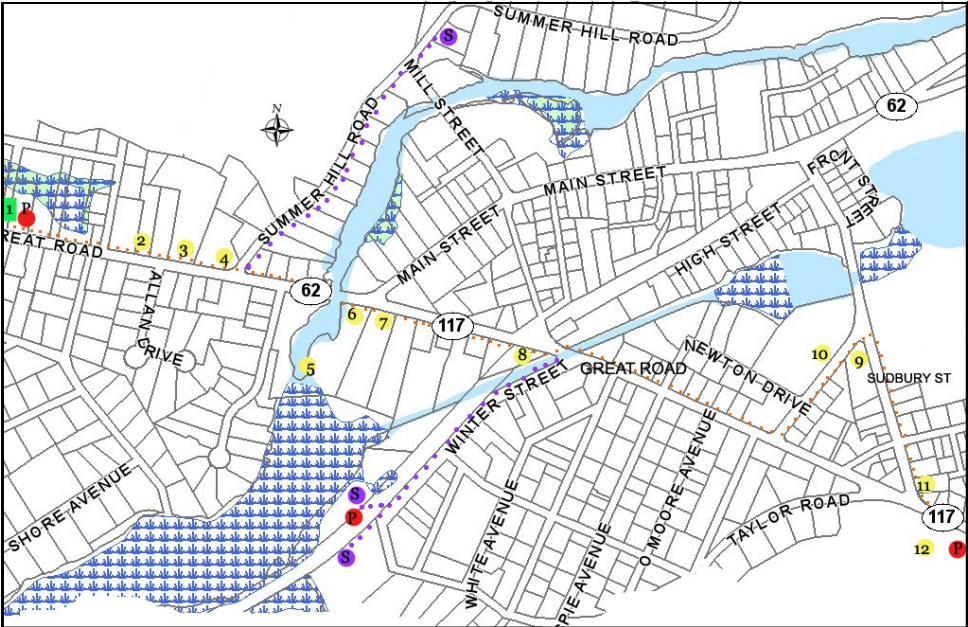 SUMMER HILL ROAD
S
N
MILL STREET
62
SUMMER HILL ROAD
FRONT STREET
MAIN STREET
1
P
2
3
4
REAT ROAD
MAIN STREET
HIGH STREET
62
ALLAN DRIVE
6
7
117
8
5
GREAT ROAD
NEWTON DRIVE
10
9
SUDBURY ST
WINTER STREET
SHORE AVENUE
S
P
S
WHITE AVENUE
PPIE AVENUE
O MOORE AVENUE
TAYLOR ROAD
11
117
12
P